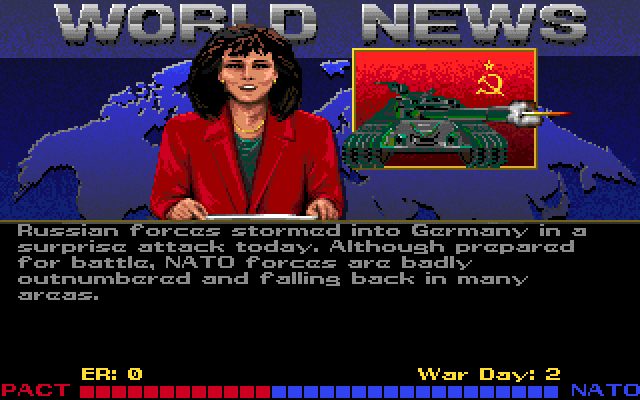 WORLD NEWS
Russian forces stormed into Germany in a
surprise attack today. Although prepared
for battle, NATO forces are badly
outnumbered and falling back in many
areas.
ER: 0 War Day: 2
PACT NATO